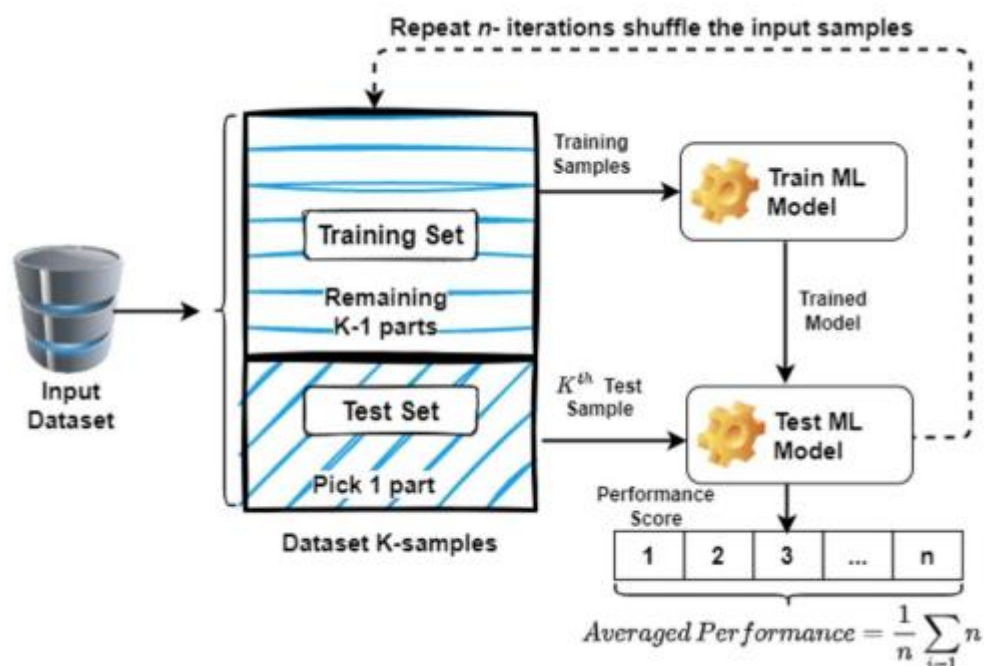 Repeat n- iterations shuffle the input samples
Training
Samples
Train ML
Model
Training Set
Remaining
K-1 parts
Trained
Model
Input
Dataset
K^th Test
Sample
Test Set
Test ML
Model
Pick 1 part
Performance
Score
Dataset K-samples
1 2 3 ... n
Averaged Performance = 1/n ∑ n